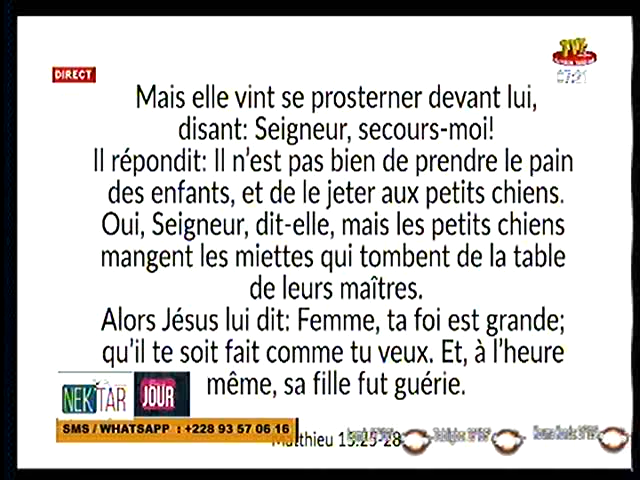 DIRECT
07:21
Mais elle vint se prosterner devant lui,
disant: Seigneur, secours-moi!
Il répondit: Il n'est pas bien de prendre le pain
des enfants, et de le jeter aux petits chiens.
Oui, Seigneur, dit-elle, mais les petits chiens
mangent les miettes qui tombent de la table
de leurs maîtres.
Alors Jésus lui dit: Femme, ta foi est grande;
qu'il te soit fait comme tu veux. Et, à l'heure
même, sa fille fut guérie.
NEKTAR
JOUR
SMS / WHATSAPP : +228 93 57 06 16
Matthieu 15:25-28